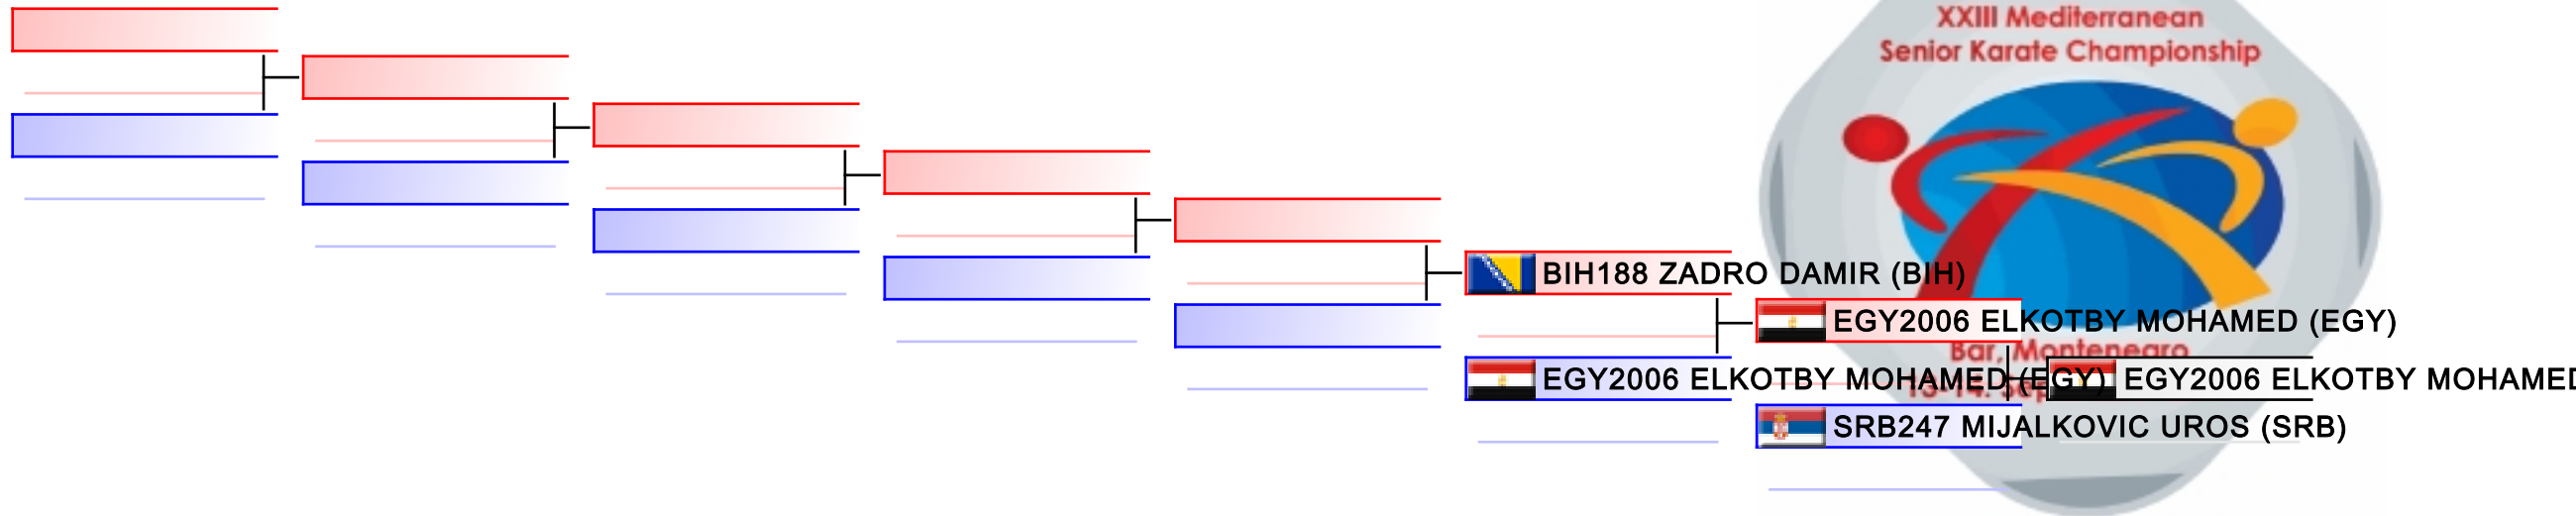 XXIII Mediterranean
Senior Karate Championship
BIH188 ZADRO DAMIR (BIH)
EGY2006 ELKOTBY MOHAMED (EGY)
Bar, Montenegro
EGY2006 ELKOTBY MOHAMED (EGY)
EGY2006 ELKOTBY MOHAMED
SRB247 MIJALKOVIC UROS (SRB)